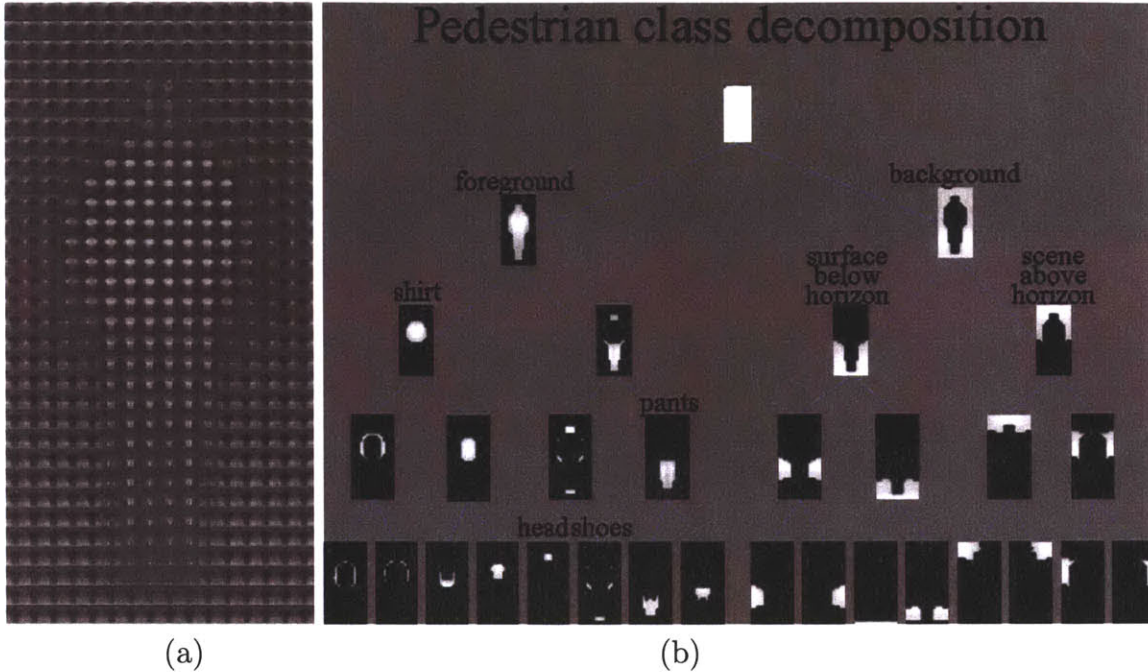 Pedestrian class decomposition
foreground
background
shirt
surface
below
horizon
scene
above
horizon
pants
headshoes
(a)
(b)